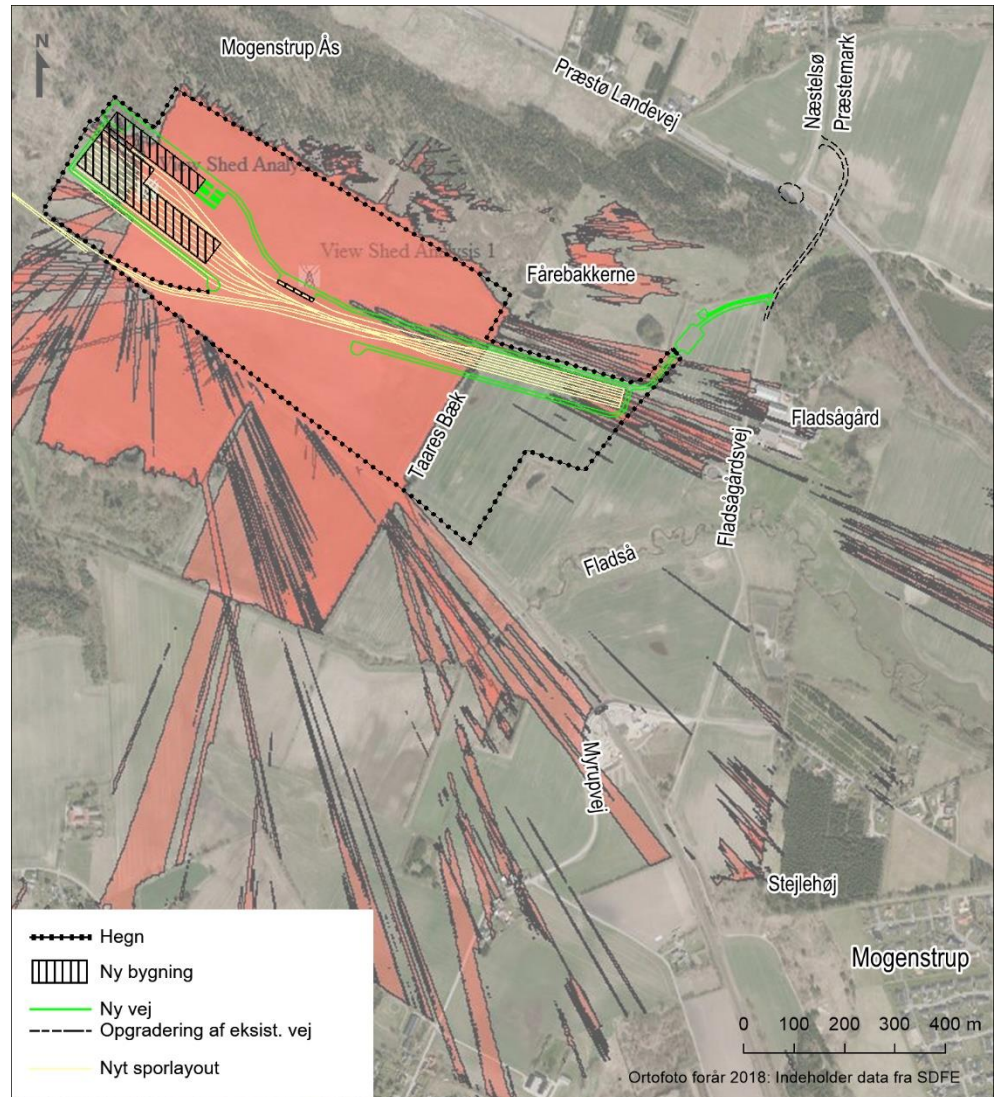 N
Mogenstrup Ås
Præstø Landevej
Næstelsø
Præstemark
View Shed Analysis 1
Fårebakkerne
Taares Bæk
Fladsågård
Fladsågårdsvej
Fladså
Myrupvej
Stejlehøj
Mogenstrup
Hegn
Ny bygning
Ny vej
Opgradering af eksist. vej
Nyt sporlayout
0 100 200 300 400 m
Ortofoto forår 2018: Indeholder data fra SDFE